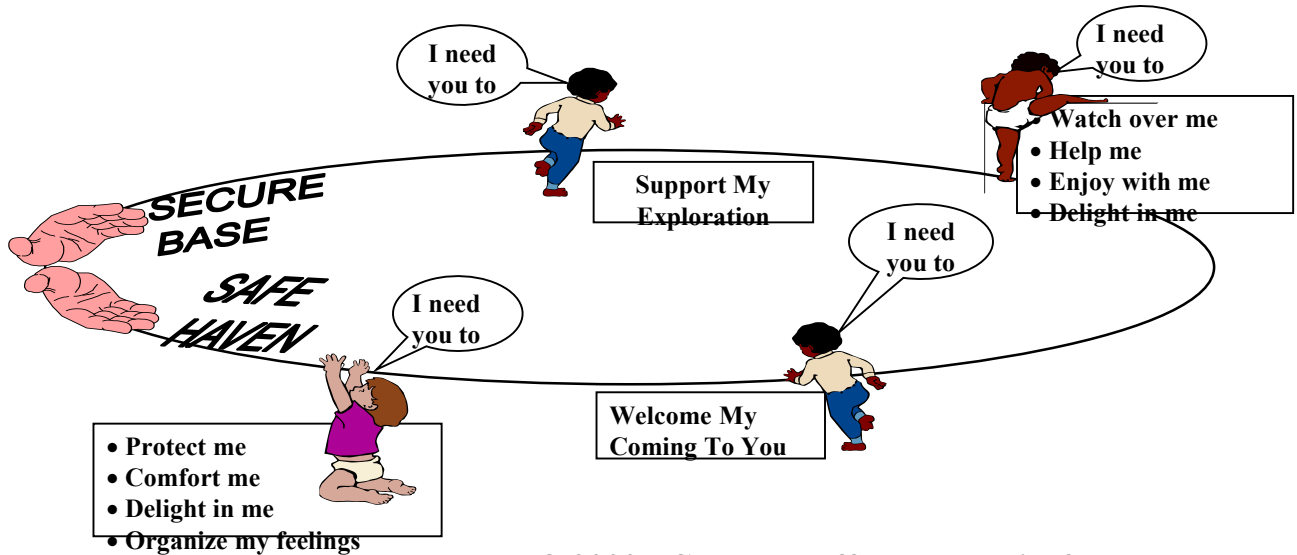 I need
you to
Support My
Exploration
I need
you to
• Watch over me
• Help me
• Enjoy with me
• Delight in me
SECURE
BASE
SAFE
HAVEN
I need
you to
Welcome My
Coming To You
I need
you to
• Protect me
• Comfort me
• Delight in me
• Organize my feelings